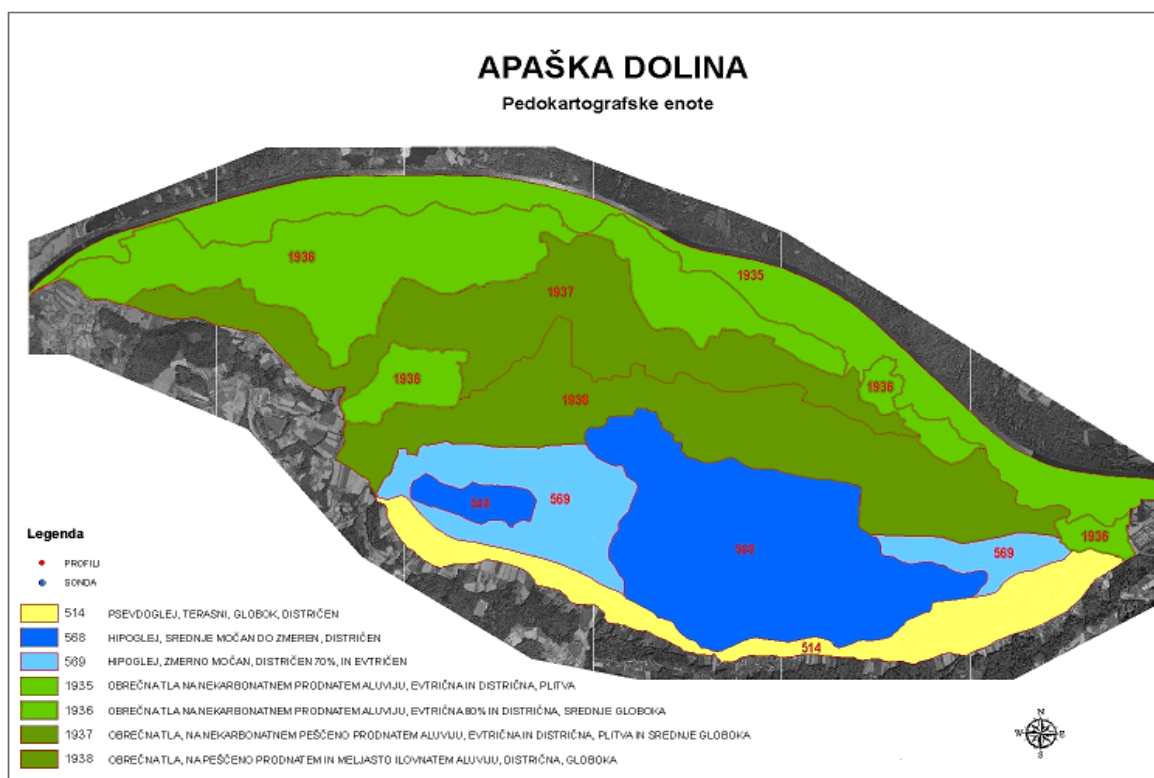 APAŠKA DOLINA
Pedokartografske enote
1936
1935
1937
1936
1936
1938
569
568
568
569
1936
514
Legenda
PROFILI
SONDA
514 PSEVDOGLEJ, TERASNI, GLOBOK, DISTRIČEN
568 HIPOGLEJ, SREDNJE MOČAN DO ZMEREN, DISTRIČEN
569 HIPOGLEJ, ZMERNO MOČAN, DISTRIČEN 70%, IN EVTRIČEN
1935 OBREČNA TLA NA NEKARBONATNEM PRODNATEM ALUVIJU, EVTRIČNA IN DISTRIČNA, PLITVA
1936 OBREČNA TLA NA NEKARBONATNEM PRODNATEM ALUVIJU, EVTRIČNA 80% IN DISTRIČNA, SREDNJE GLOBOKA
1937 OBREČNA TLA, NA NEKARBONATNEM PEŠČENO PRODNATEM ALUVIJU, EVTRIČNA IN DISTRIČNA, PLITVA IN SREDNJE GLOBOKA
1938 OBREČNA TLA, NA PEŠČENO PRODNATEM IN MELJASTO ILOVNATEM ALUVIJU, DISTRIČNA, GLOBOKA
N
W E
S